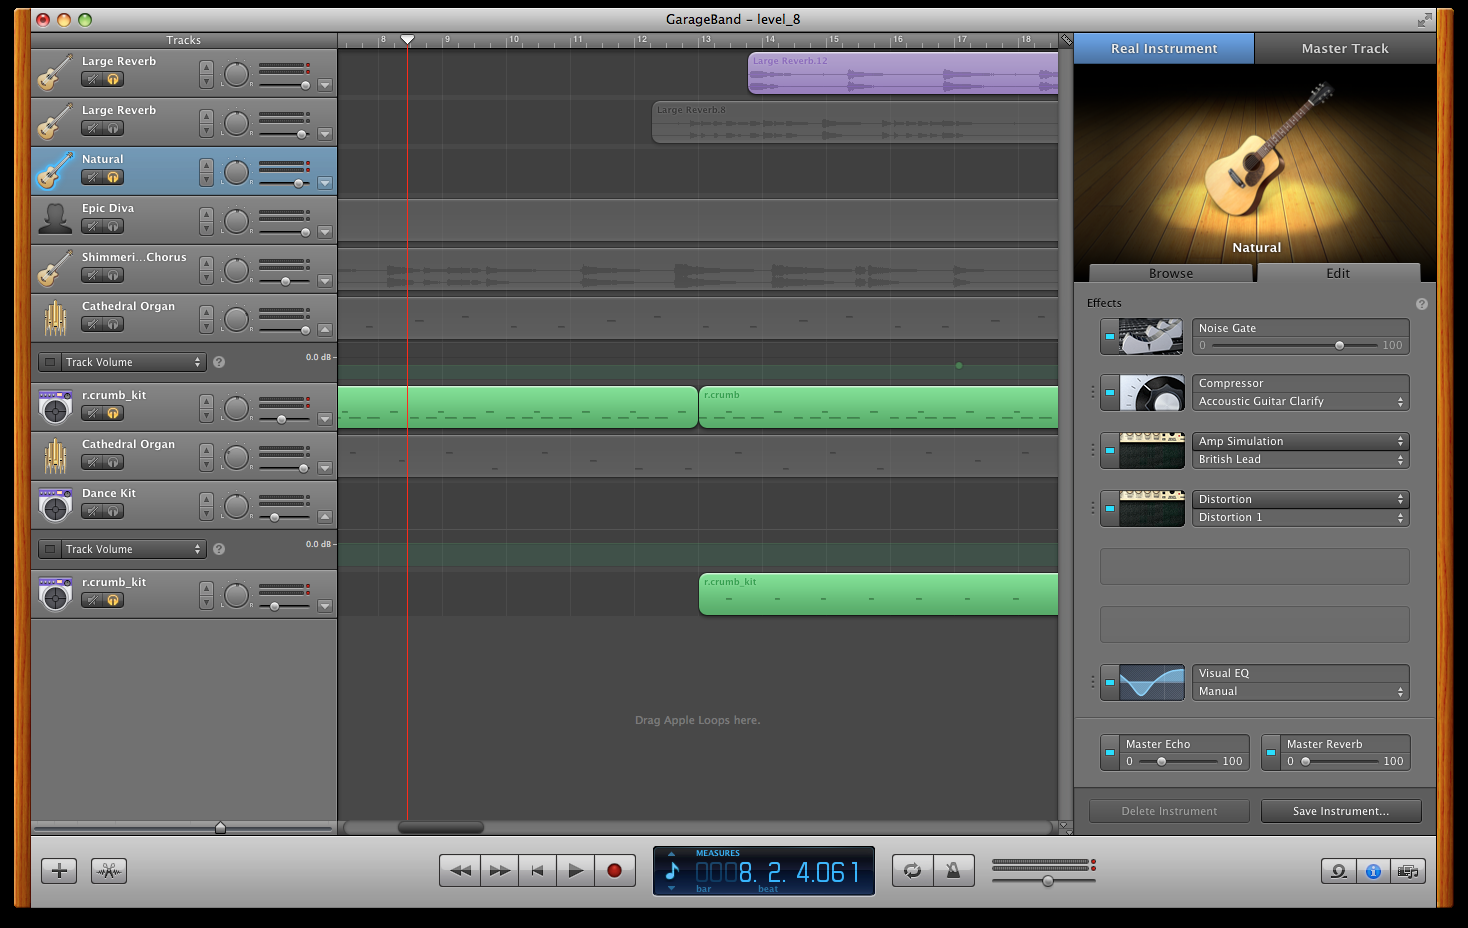 GarageBand – level_8
Tracks
8 9 10 11 12 13 14 15 16 17 18
Real Instrument
Master Track
Large Reverb
L R
Large Reverb.12
Large Reverb
L R
Large Reverb.8
Natural
L R
Epic Diva
L R
Shimmeri...Chorus
L R
Cathedral Organ
L R
Track Volume
?
0.0 dB
r.crumb_kit
L R
r.crumb
Cathedral Organ
L R
Dance Kit
L R
Track Volume
?
0.0 dB
r.crumb_kit
L R
r.crumb_kit
Drag Apple Loops here.
Natural
Browse
Edit
Effects
?
Noise Gate
0 100
Compressor
Accoustic Guitar Clarify
Amp Simulation
British Lead
Distortion
Distortion 1
Visual EQ
Manual
Master Echo
0 100
Master Reverb
0 100
Delete Instrument
Save Instrument...
MEASURES
0008. 2. 4.061
bar beat